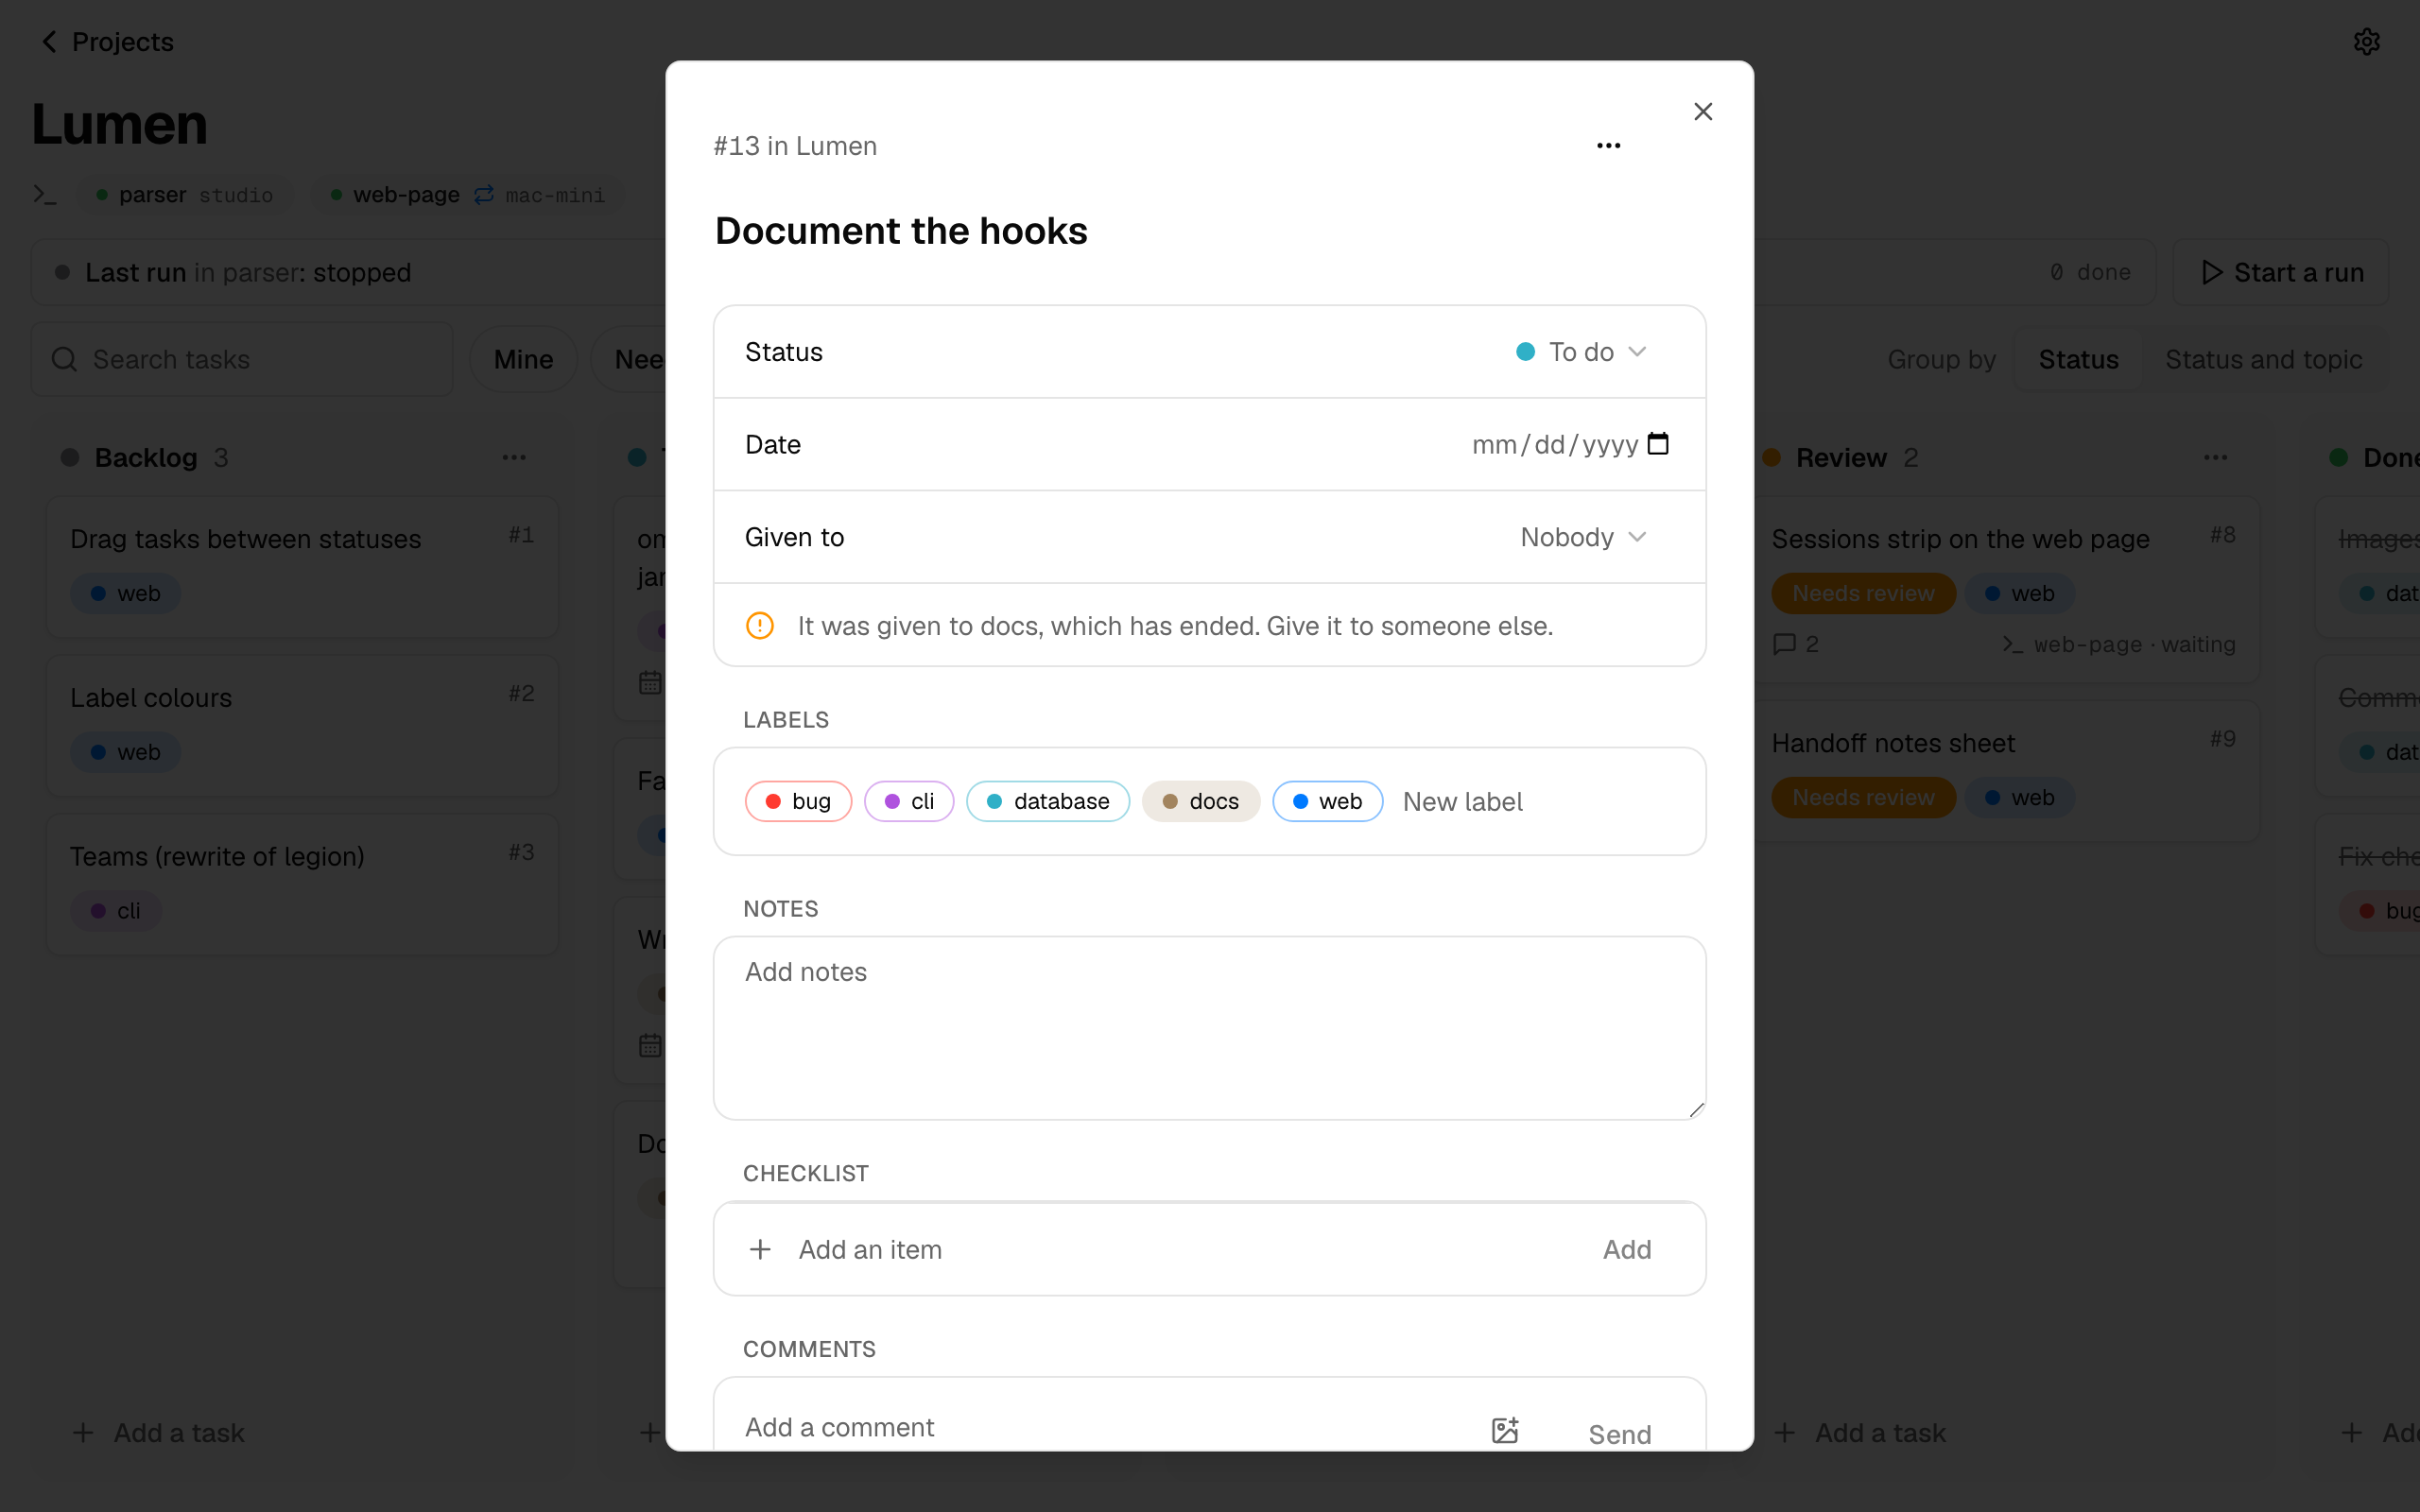 Projects
Lumen
parser studio
web-page mac-mini
Last run in parser: stopped
0 done
Start a run
Search tasks
Mine
Group by
Status
Status and topic
Backlog 3
Drag tasks between statuses #1
web
Label colours #2
web
Teams (rewrite of legion) #3
cli
Add a task
#13 in Lumen
Document the hooks
Status To do
Date mm/dd/yyyy
Given to Nobody
It was given to docs, which has ended. Give it to someone else.
LABELS
bug cli database docs web New label
NOTES
Add notes
CHECKLIST
Add an item Add
COMMENTS
Add a comment Send
Review 2
Sessions strip on the web page #8
Needs review web
2 web-page · waiting
Handoff notes sheet #9
Needs review web
Add a task